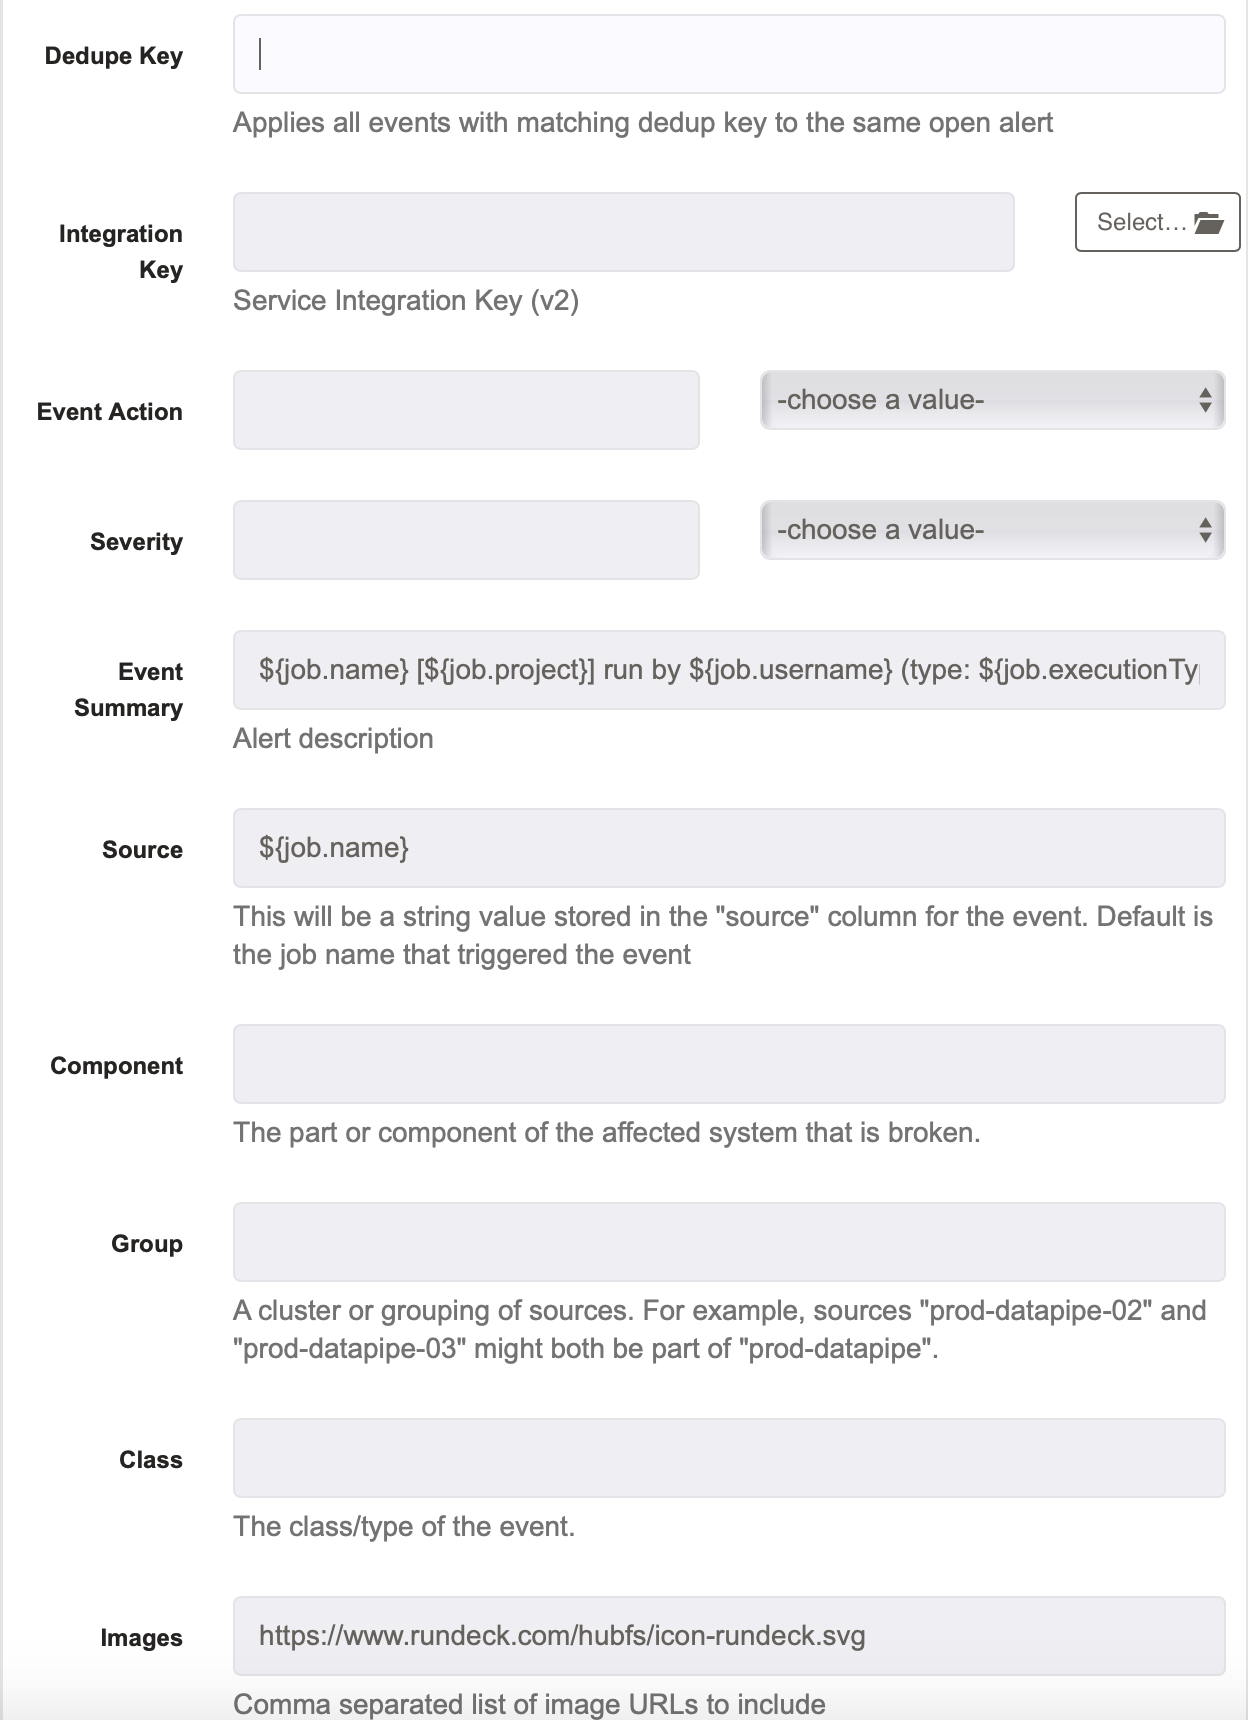 Dedupe Key
Applies all events with matching dedup key to the same open alert
Integration
Key
Select...
Service Integration Key (v2)
Event Action
-choose a value-
Severity
-choose a value-
Event
Summary
${job.name} [${job.project}] run by ${job.username} (type: ${job.executionTy
Alert description
Source
${job.name}
This will be a string value stored in the "source" column for the event. Default is
the job name that triggered the event
Component
The part or component of the affected system that is broken.
Group
A cluster or grouping of sources. For example, sources "prod-datapipe-02" and
"prod-datapipe-03" might both be part of "prod-datapipe".
Class
The class/type of the event.
Images
https://www.rundeck.com/hubfs/icon-rundeck.svg
Comma separated list of image URLs to include